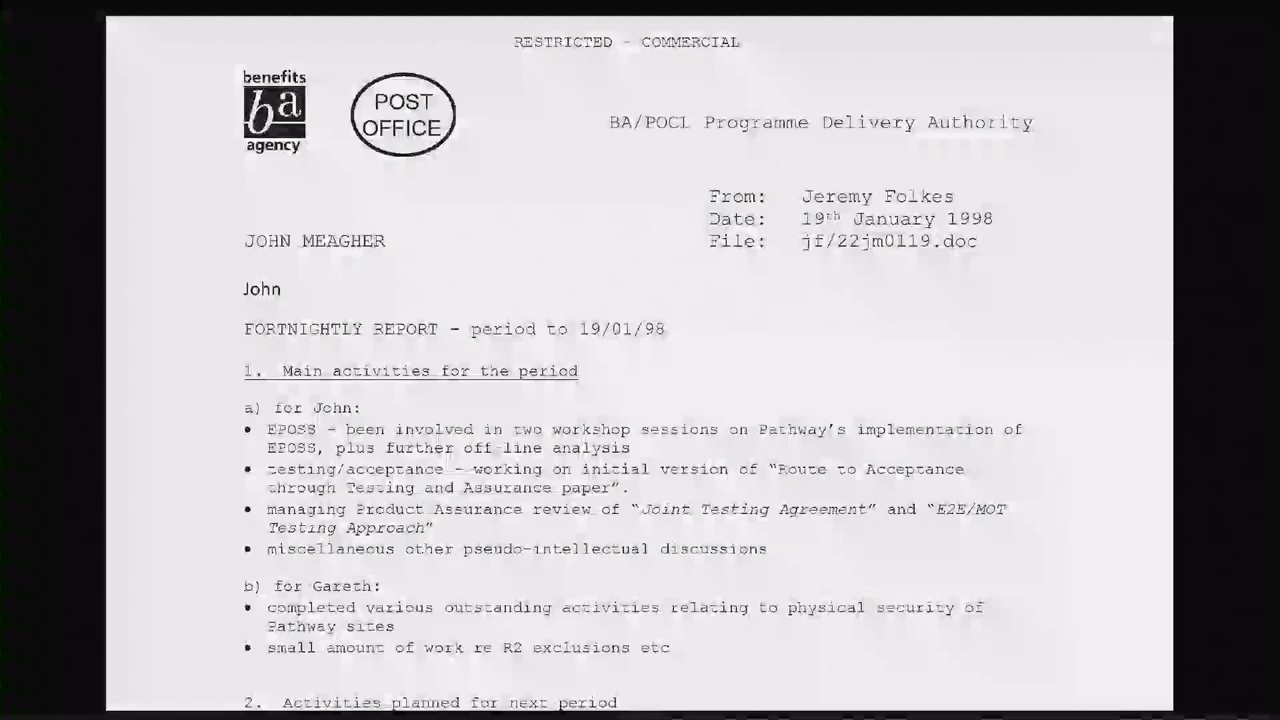 RESTRICTED - COMMERCIAL
benefits
ba
agency
POST
OFFICE
BA/POCL Programme Delivery Authority
From: Jeremy Folkes
Date: 19th January 1998
JOHN MEAGHER
File: jf/22jm0119.doc
John
FORTNIGHTLY REPORT - period to 19/01/98
1. Main activities for the period
a) for John:
• EPOSS - been involved in two workshop sessions on Pathway's implementation of
EPOSS, plus further off-line analysis
• testing/acceptance - working on initial version of "Route to Acceptance
through Testing and Assurance paper".
• managing Product Assurance review of "Joint Testing Agreement" and "E2E/MOT
Testing Approach"
• miscellaneous other pseudo-intellectual discussions
b) for Gareth:
• completed various outstanding activities relating to physical security of
Pathway sites
• small amount of work re R2 exclusions etc
2. Activities planned for next period